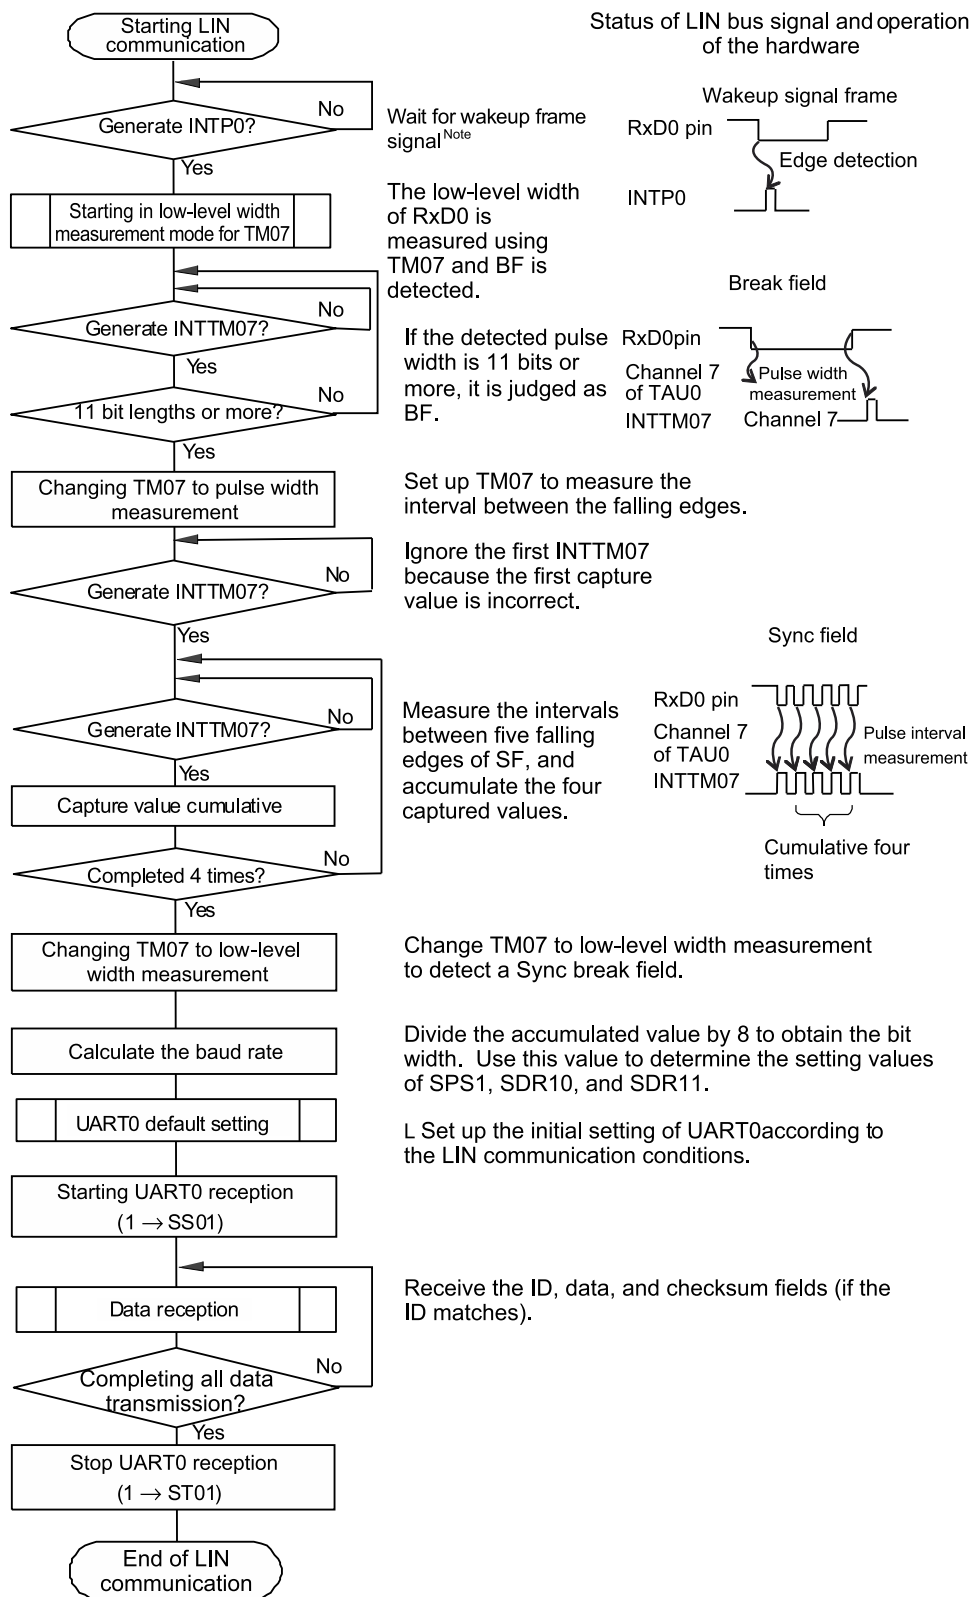 Starting LIN
communication
Status of LIN bus signal and operation
of the hardware
No
Generate INTP0?
Yes
Wait for wakeup frame
signal Note
Wakeup signal frame
RxD0 pin
Edge detection
INTP0
Starting in low-level width
measurement mode for TM07
The low-level width
of RxD0 is
measured using
TM07 and BF is
detected.
No
Generate INTTM07?
Yes
Break field
RxD0pin
Channel 7
of TAU0
Pulse width
measurement
INTTM07
Channel 7
If the detected pulse
width is 11 bits or
more, it is judged as
BF.
No
11 bit lengths or more?
Yes
Changing TM07 to pulse width
measurement
Set up TM07 to measure the
interval between the falling edges.
No
Generate INTTM07?
Yes
Ignore the first INTTM07
because the first capture
value is incorrect.
Sync field
RxD0 pin
Channel 7
of TAU0
Pulse interval
measurement
INTTM07
Cumulative four
times
No
Generate INTTM07?
Yes
Measure the intervals
between five falling
edges of SF, and
accumulate the four
captured values.
Capture value cumulative
No
Completed 4 times?
Yes
Changing TM07 to low-level
width measurement
Change TM07 to low-level width measurement
to detect a Sync break field.
Calculate the baud rate
Divide the accumulated value by 8 to obtain the bit
width. Use this value to determine the setting values
of SPS1, SDR10, and SDR11.
UART0 default setting
L Set up the initial setting of UART0according to
the LIN communication conditions.
Starting UART0 reception
(1 → SS01)
Data reception
Receive the ID, data, and checksum fields (if the
ID matches).
No
Completing all data
transmission?
Yes
Stop UART0 reception
(1 → ST01)
End of LIN
communication